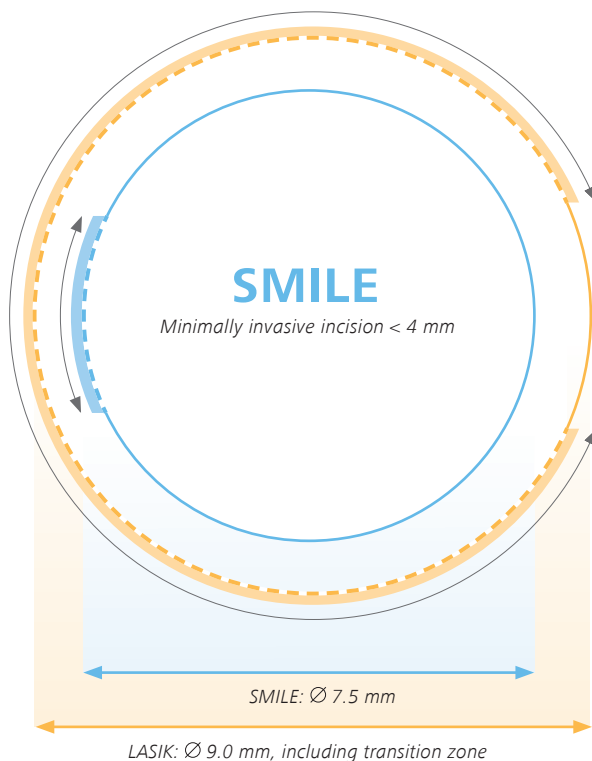 SMILE
Minimally invasive incision < 4 mm
SMILE: ∅ 7.5 mm
LASIK: ∅ 9.0 mm, including transition zone